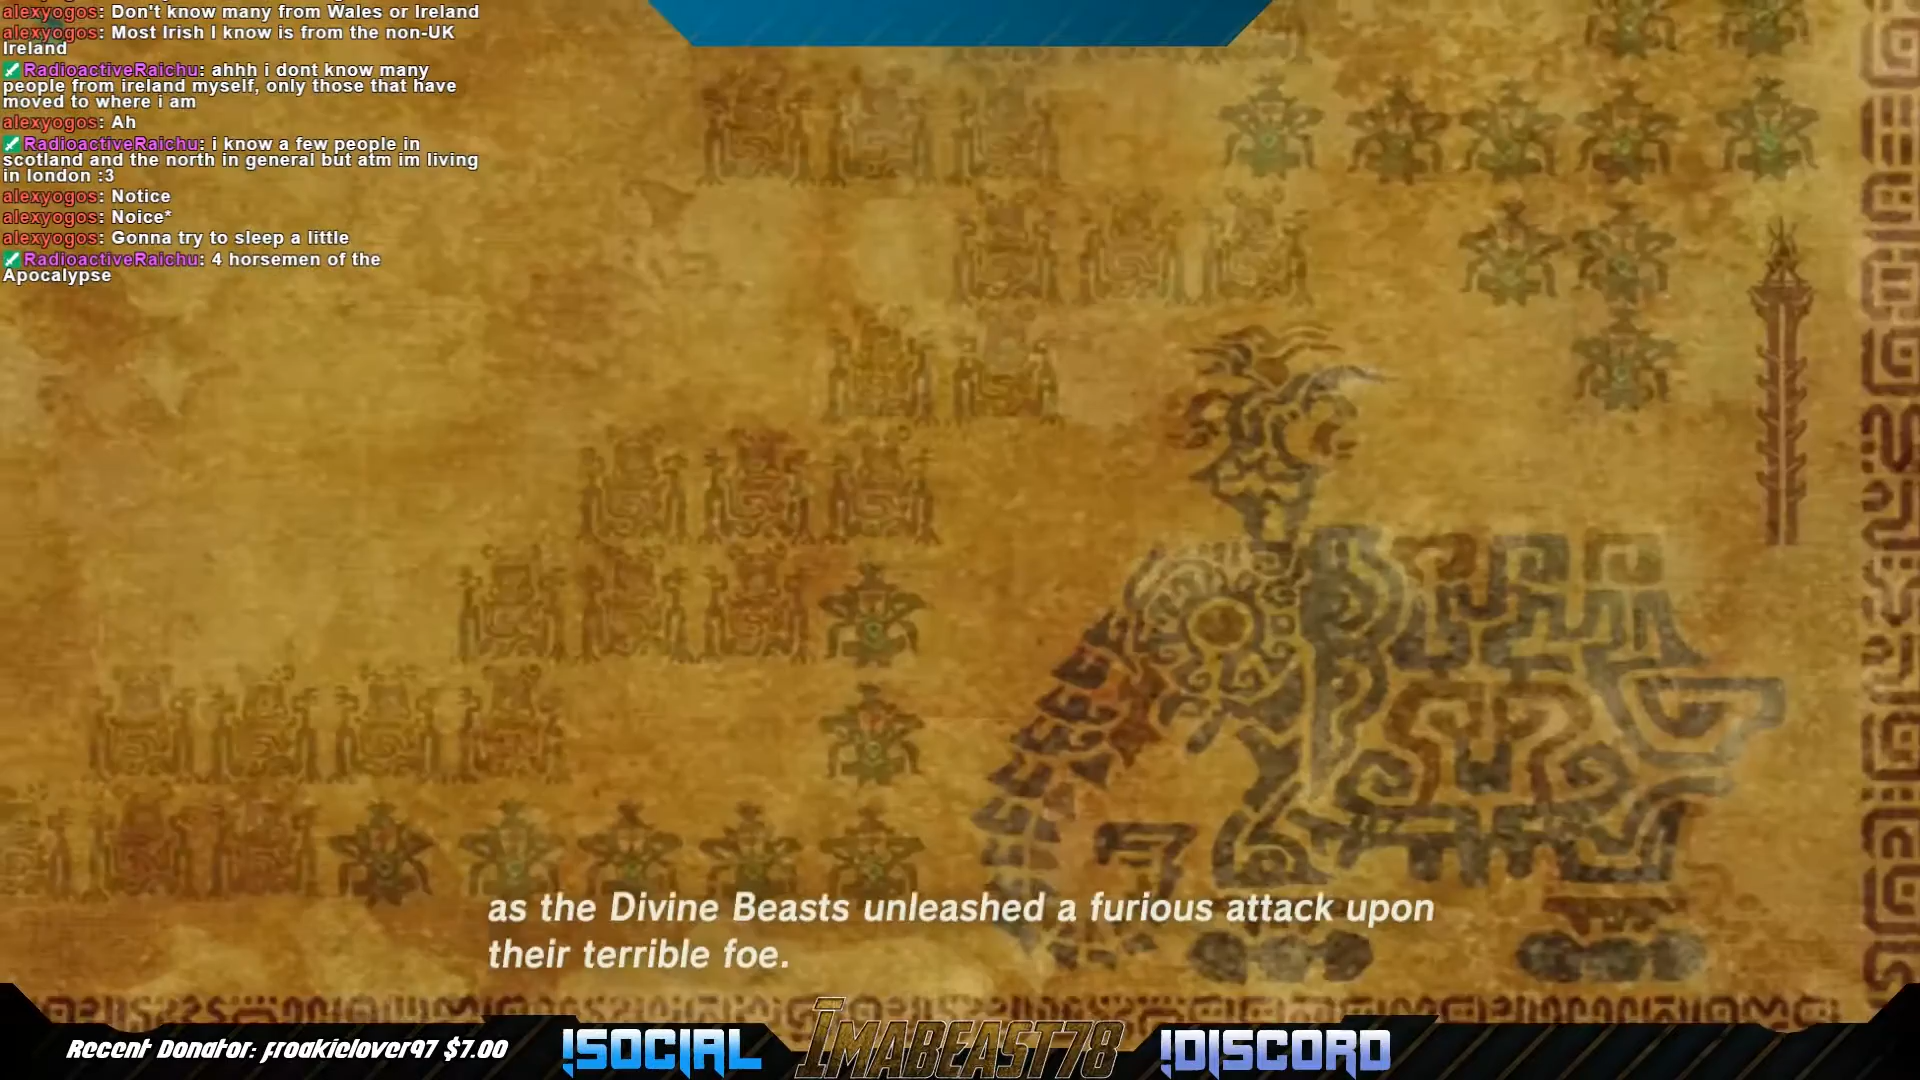 alexyogos: Don't know many from Wales or Ireland
alexyogos: Most Irish I know is from the non-UK
Ireland
RadioactiveRaichu: ahhh i dont know many
people from ireland myself, only those that have
moved to where i am
alexyogos: Ah
RadioactiveRaichu: i know a few people in
scotland and the north in general but atm im living
in london :3
alexyogos: Notice
alexyogos: Noice*
alexyogos: Gonna try to sleep a little
RadioactiveRaichu: 4 horsemen of the
Apocalypse
as the Divine Beasts unleashed a furious attack upon
their terrible foe.
Recent Donator: froakielover97 $7.00
!SOCIAL
IMABEAST78
!DISCORD